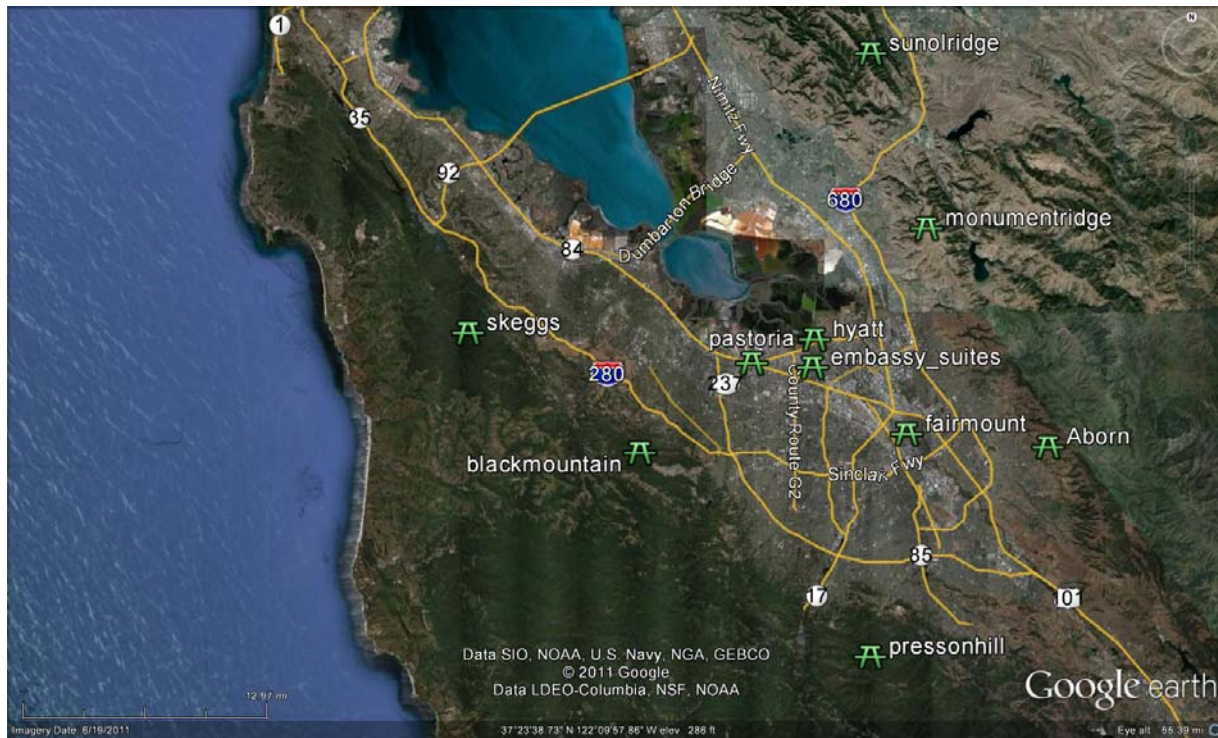 1
N
sunolridge
35
Nimitz Fwy
92
Dumbarton Bridge
680
monumentridge
84
skeggs
pastoria
hyatt
embassy_suites
280
237
County Route G2
fairmount
Aborn
blackmountain
Sinclair Fwy
85
17
101
pressonhill
Data SIO, NOAA, U.S. Navy, NGA, GEBCO
© 2011 Google
Data LDEO-Columbia, NSF, NOAA
Google earth
12.97 mi
Imagery Date 6/19/2011
37°23'38.73" N 122°09'57.86" W elev 286 ft
Eye alt 55.39 mi